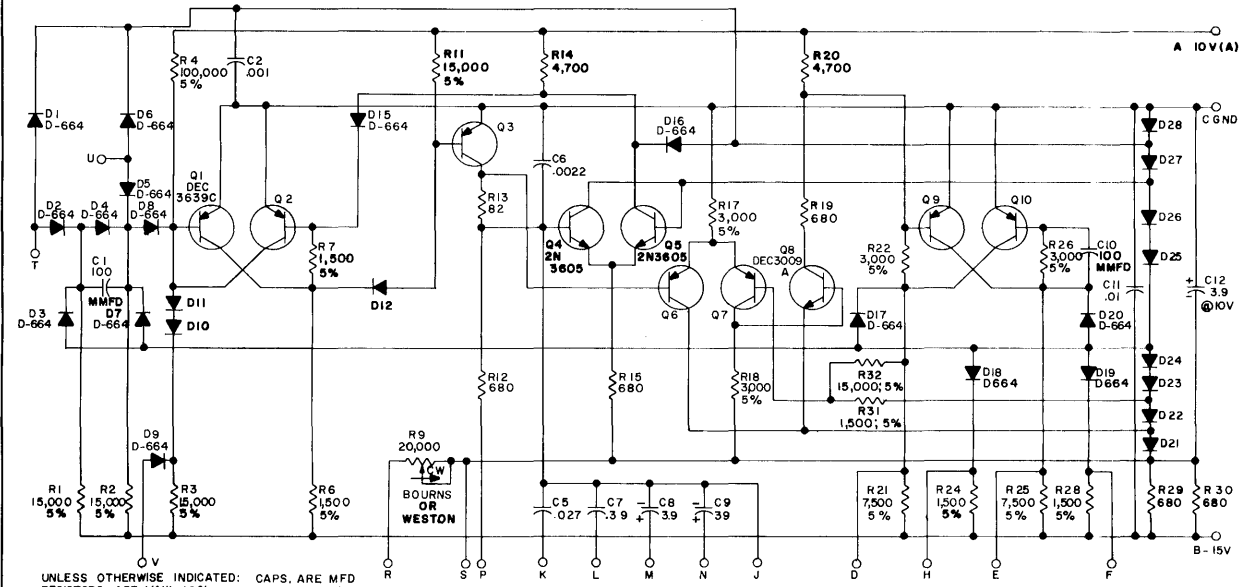 A 10V(A)
R4
100,000
5%
C2
.001
R11
15,000
5%
R14
4,700
R20
4,700
C GND
D1
D-664
D6
D-664
D15
D-664
Q3
D16
D-664
D28
D27
U
C6
.0022
Q1
DEC
3639C
Q2
D5
D-664
D2
D-664
D4
D-664
D8
D-664
R13
82
R17
3,000
5%
R19
680
Q9
Q10
D26
T
R7
1,500
5%
Q4
2N
3605
Q5
2N3605
Q8
DEC3009
A
R22
3,000
5%
R26
3,000
5%
C10
100
MMFD
D25
C1
100
MMFD
D12
C11
.01
C12
3.9
@10V
+
-
D3
D-664
D7
D-664
D11
D10
Q6
Q7
D17
D-664
D20
D-664
R12
680
R15
680
R18
3,000
5%
R32
15,000; 5%
R31
1,500; 5%
D18
D664
D19
D664
D24
D23
D22
D21
D9
D-664
R9
20,000
CW
BOURNS
OR
WESTON
R1
15,000
5%
R2
15,000
5%
R3
15,000
5%
R6
1,500
5%
C5
.027
C7
.39
C8
3.9
-
+
C9
39
-
+
R21
7,500
5%
R24
1,500
5%
R25
7,500
5%
R28
1,500
5%
R29
680
R30
680
B-15V
V
R
S
P
K
L
M
N
J
D
H
E
F
UNLESS OTHERWISE INDICATED: CAPS, ARE MFD